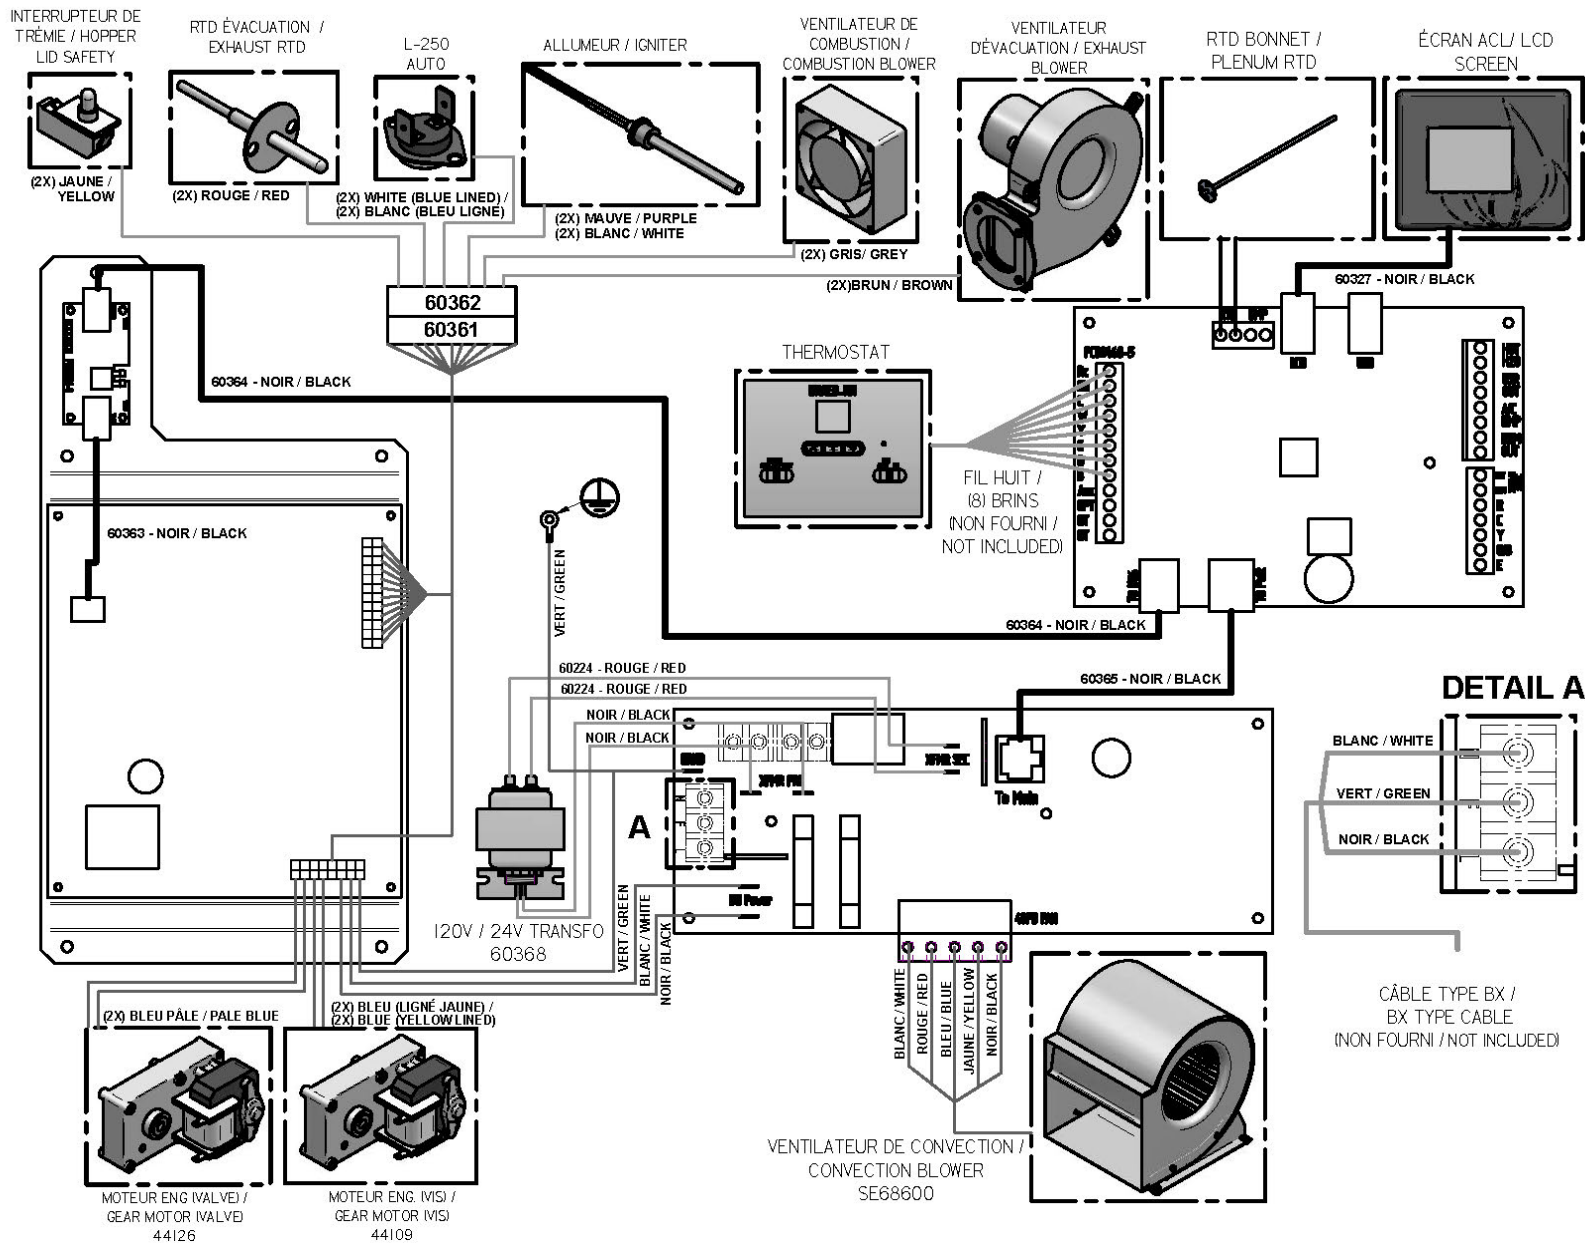 INTERRUPTEUR DE
TRÉMIE / HOPPER
LID SAFETY
RTD ÉVACUATION /
EXHAUST RTD
L-250
AUTO
ALLUMEUR / IGNITER
VENTILATEUR DE
COMBUSTION /
COMBUSTION BLOWER
VENTILATEUR
D'ÉVACUATION / EXHAUST
BLOWER
RTD BONNET /
PLENUM RTD
ÉCRAN ACL/ LCD
SCREEN
(2X) JAUNE /
YELLOW
(2X) ROUGE / RED
(2X) WHITE (BLUE LINED) /
(2X) BLANC (BLEU LIGNE)
(2X) MAUVE / PURPLE
(2X) BLANC / WHITE
(2X) GRIS/ GREY
(2X)BRUN / BROWN
60327 - NOIR / BLACK
60362
60361
60364 - NOIR / BLACK
THERMOSTAT
FIL HUIT /
(8) BRINS
(NON FOURNI /
NOT INCLUDED)
60363 - NOIR / BLACK
VERT / GREEN
60364 - NOIR / BLACK
60224 - ROUGE / RED
60224 - ROUGE / RED
60365 - NOIR / BLACK
NOIR / BLACK
NOIR / BLACK
XFMR SEC
To Main
A
120V / 24V TRANSFO
60368
VERT / GREEN
BLANC / WHITE
NOIR / BLACK
BLANC / WHITE
ROUGE / RED
BLEU / BLUE
JAUNE / YELLOW
NOIR / BLACK
DETAIL A
BLANC / WHITE
VERT / GREEN
NOIR / BLACK
CÂBLE TYPE BX /
BX TYPE CABLE
(NON FOURNI / NOT INCLUDED)
(2X) BLEU PÂLE / PALE BLUE
(2X) BLEU (LIGNÉ JAUNE) /
(2X) BLUE (YELLOW LINED)
MOTEUR ENG (VALVE) /
GEAR MOTOR (VALVE)
44126
MOTEUR ENG. (VIS) /
GEAR MOTOR (VIS)
44109
VENTILATEUR DE CONVECTION /
CONVECTION BLOWER
SE68600